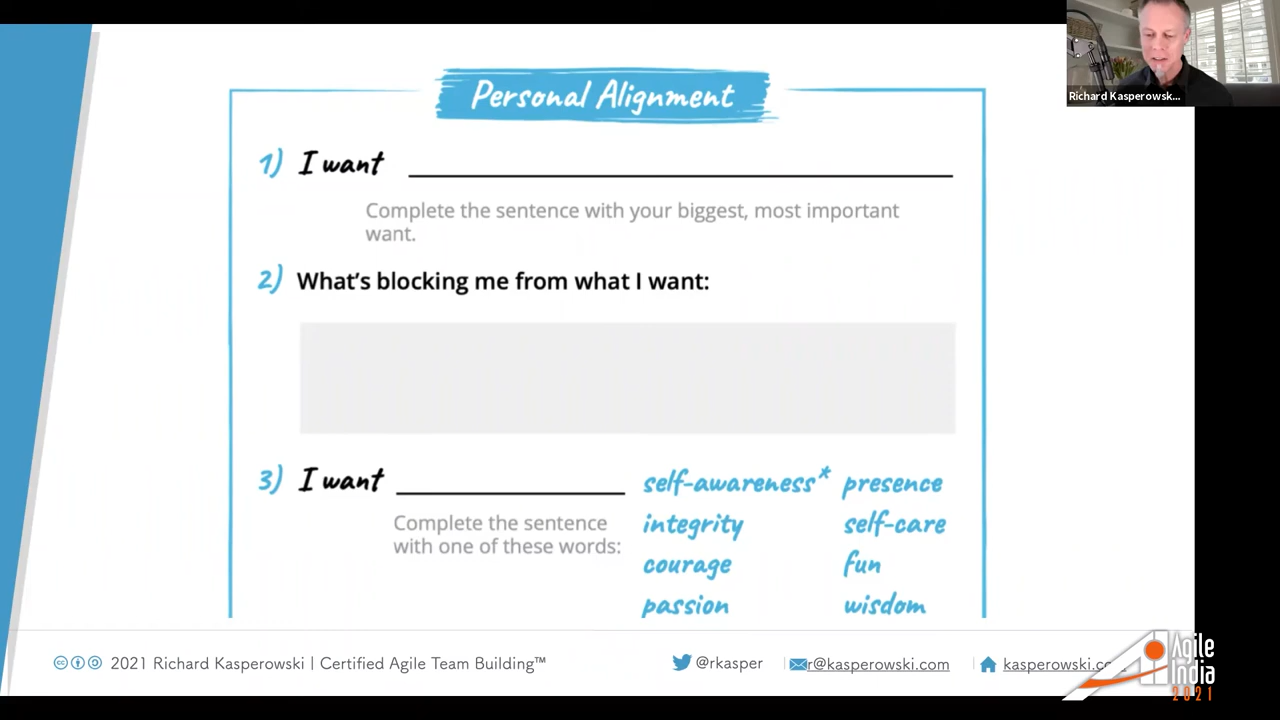 Personal Alignment
1) I want
Complete the sentence with your biggest, most important
want.
2) What's blocking me from what I want:
3) I want
Complete the sentence
with one of these words:
self-awareness* presence
integrity self-care
courage fun
passion wisdom
2021 Richard Kasperowski | Certified Agile Team Building™
@rkasper
r@kasperowski.com
kasperowski.co
Agile
India
2021
Richard Kasperowsk...